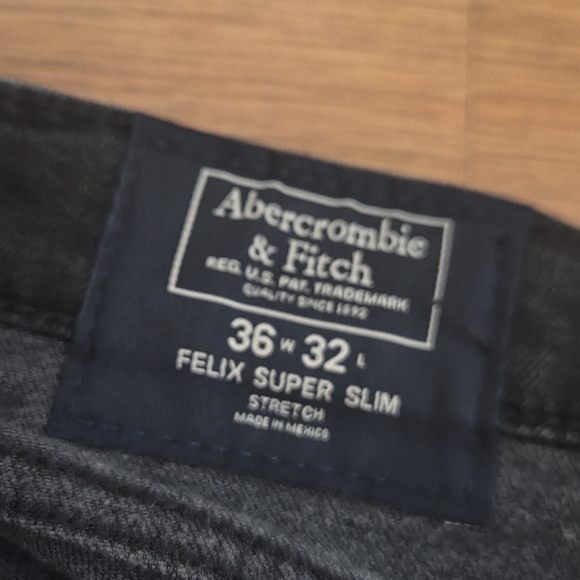 Abercrombie
& Fitch
REG. U.S. PAT. TRADEMARK
QUALITY SINCE 1892
36 W 32 L
FELIX SUPER SLIM
STRETCH
MADE IN MEXICO